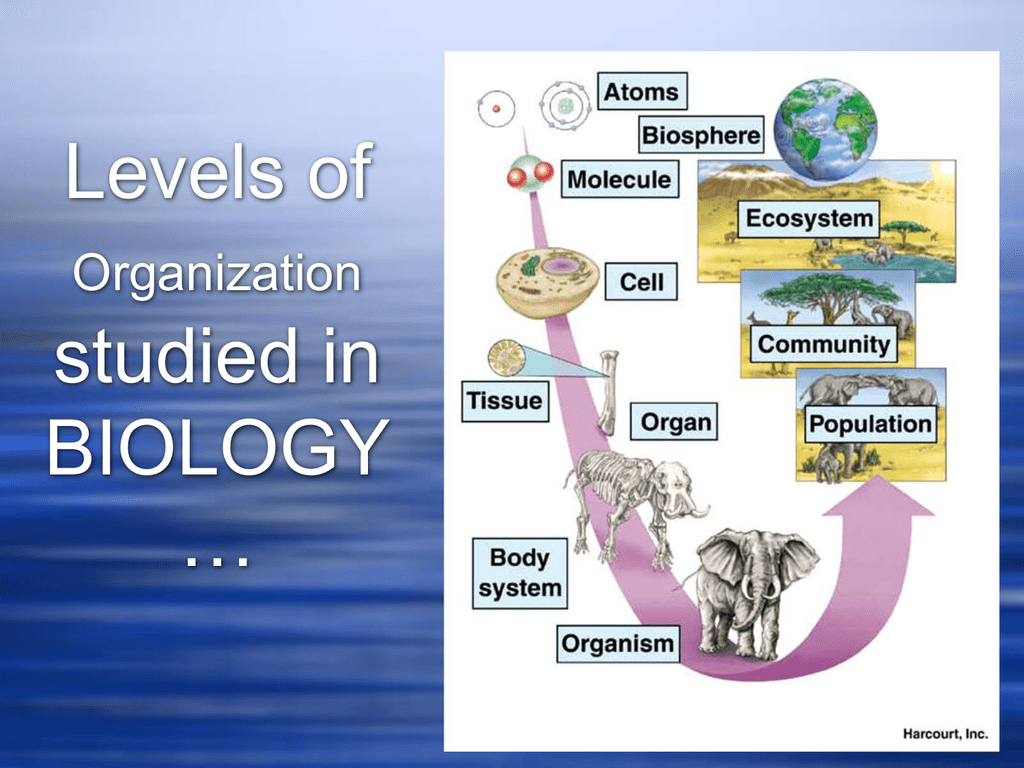 Levels of
Organization
studied in
BIOLOGY
…
Atoms
Biosphere
Molecule
Ecosystem
Cell
Community
Tissue
Organ
Population
Body
system
Organism
Harcourt, Inc.